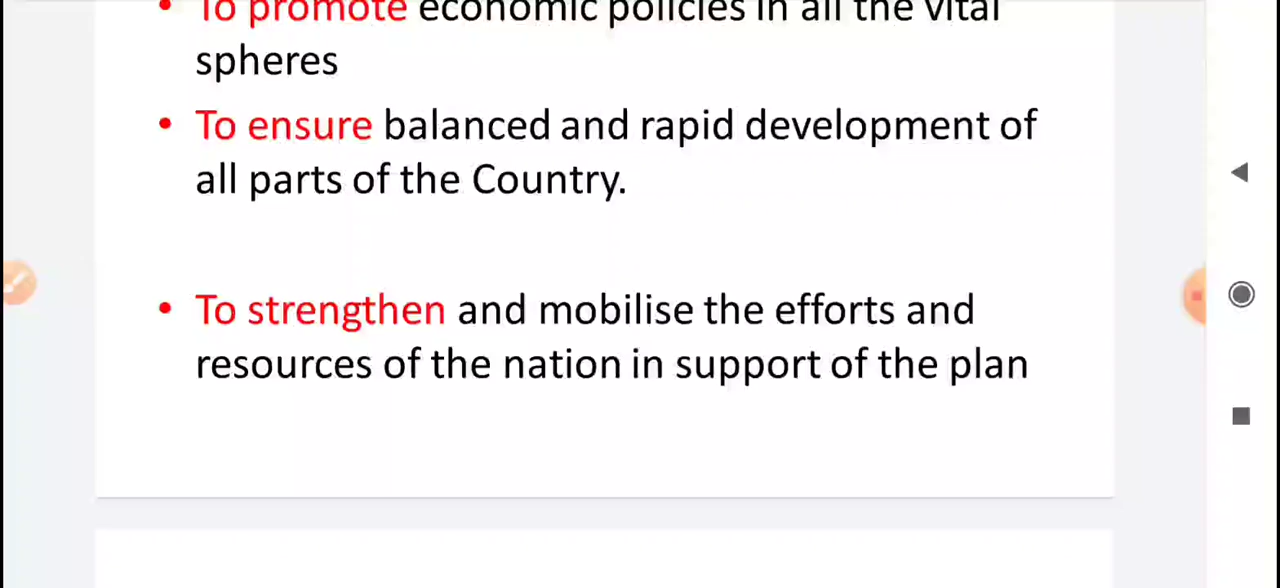 • To promote economic policies in all the vital
spheres
• To ensure balanced and rapid development of
all parts of the Country.
• To strengthen and mobilise the efforts and
resources of the nation in support of the plan